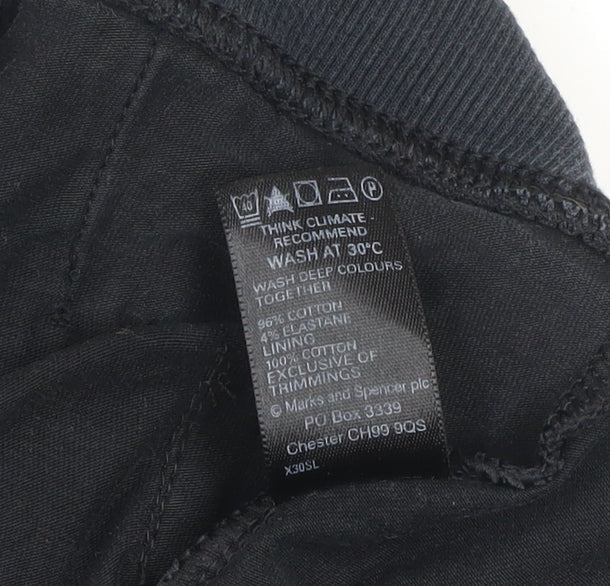 40 P
THINK CLIMATE -
RECOMMEND
WASH AT 30°C
WASH DEEP COLOURS
TOGETHER
96% COTTON
4% ELASTANE
LINING
100% COTTON
EXCLUSIVE OF
TRIMMINGS
© Marks and Spencer plc
PO Box 3339
Chester CH99 9QS
X30SL